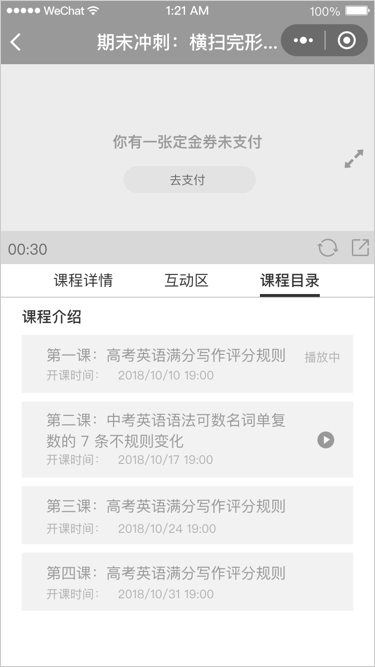 WeChat 1:21 AM 100%
期末冲刺：横扫完形...
你有一张定金券未支付
去支付
00:30
课程详情 互动区 课程目录
课程介绍
第一课：高考英语满分写作评分规则 播放中
开课时间： 2018/10/10 19:00
第二课：中考英语语法可数名词单复
数的 7 条不规则变化
开课时间： 2018/10/17 19:00
第三课：高考英语满分写作评分规则
开课时间： 2018/10/24 19:00
第四课：高考英语满分写作评分规则
开课时间： 2018/10/31 19:00